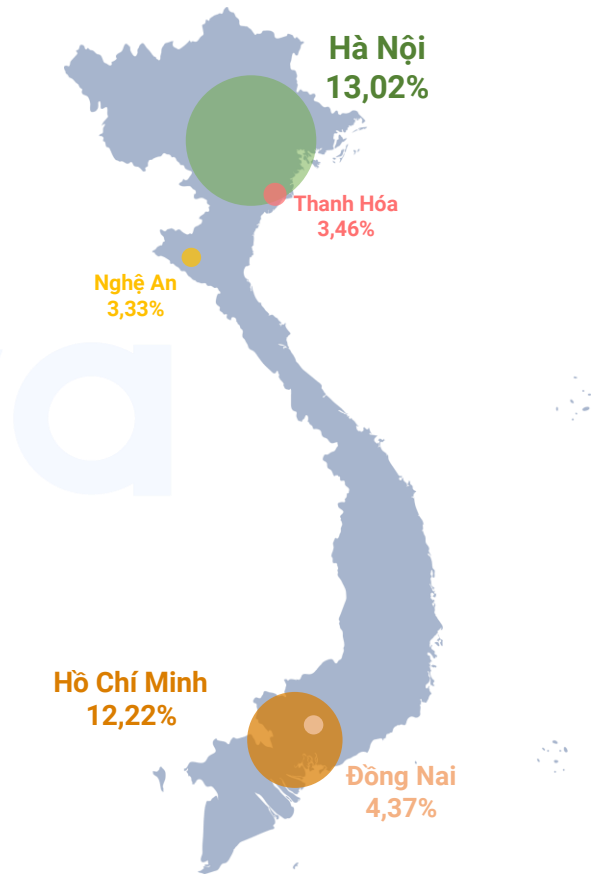 Hà Nội
13,02%
Thanh Hóa
3,46%
Nghệ An
3,33%
Hồ Chí Minh
12,22%
Đồng Nai
4,37%